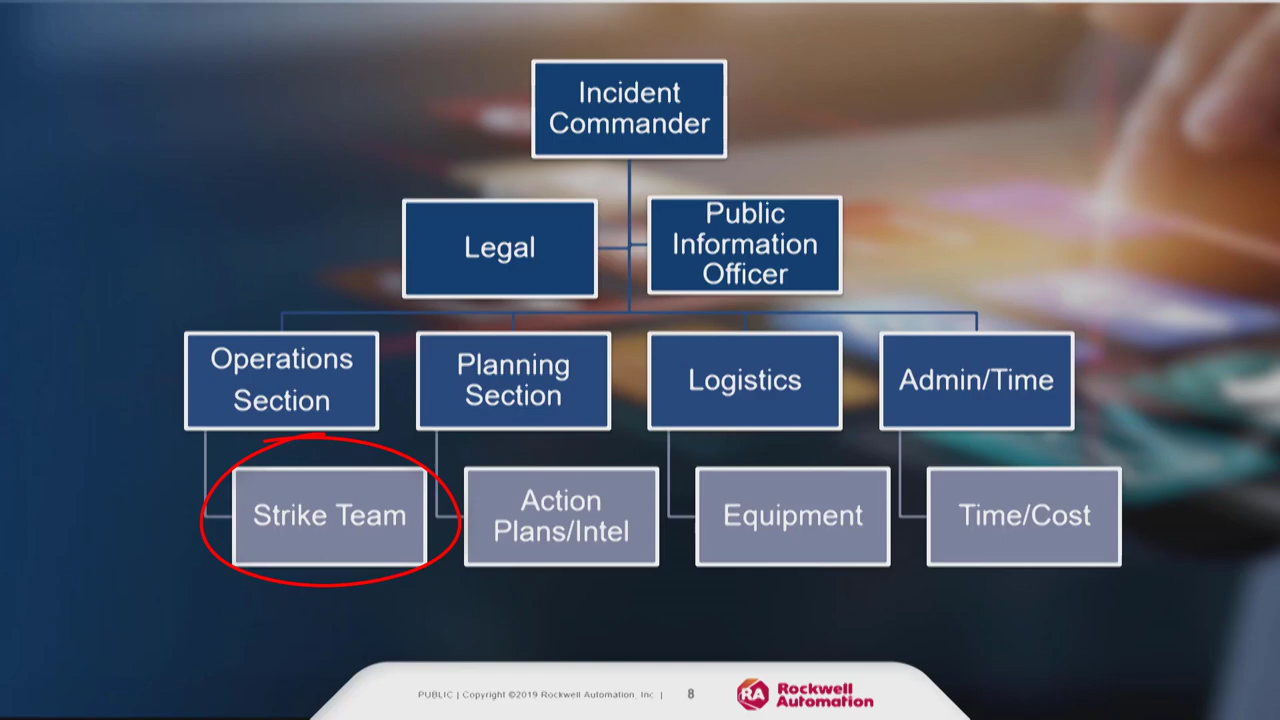 Incident
Commander
Legal
Public
Information
Officer
Operations
Section
Planning
Section
Logistics
Admin/Time
Strike Team
Action
Plans/Intel
Equipment
Time/Cost
PUBLIC | Copyright ©2019 Rockwell Automation, Inc | 8
RA
Rockwell
Automation